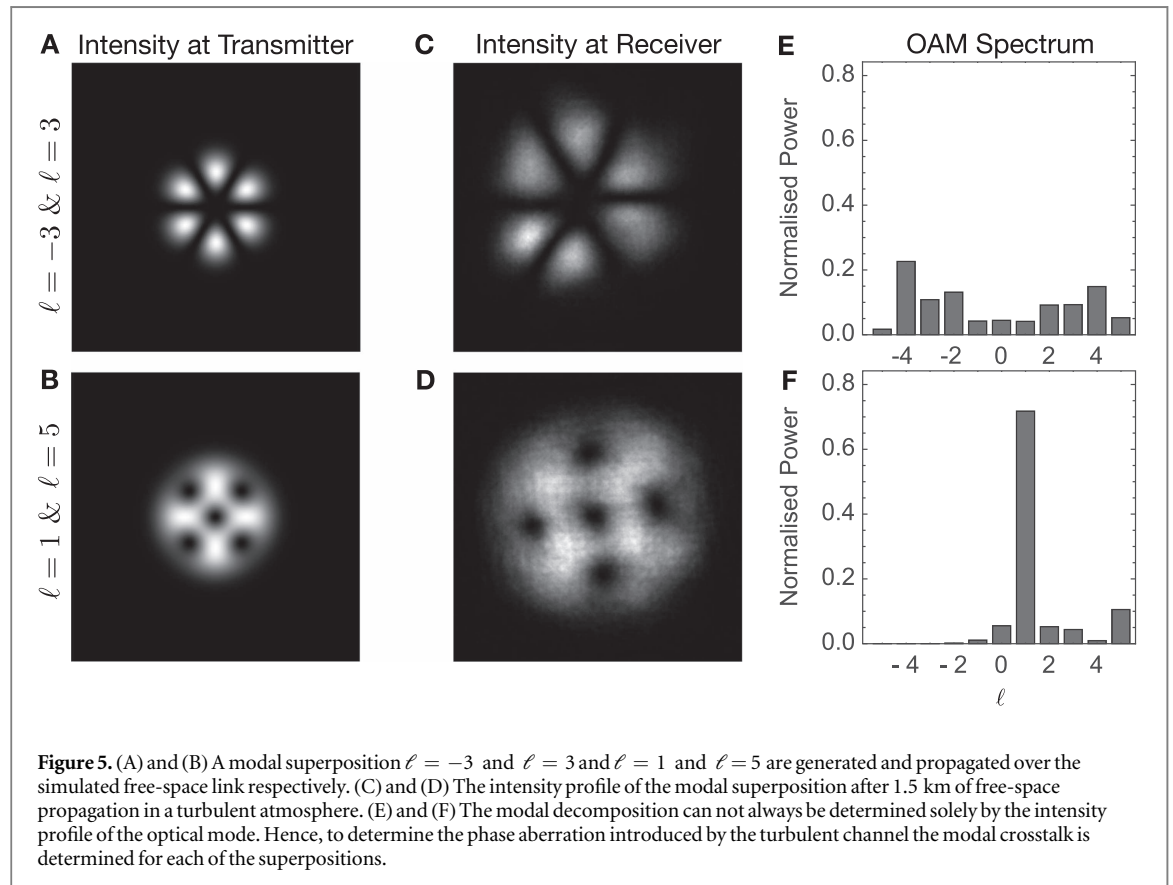 A Intensity at Transmitter
C Intensity at Receiver
E OAM Spectrum
ℓ = −3 & ℓ = 3
Normalised Power
0.8
0.6
0.4
0.2
0.0
-4 -2 0 2 4
B
D
F
ℓ = 1 & ℓ = 5
Normalised Power
0.8
0.6
0.4
0.2
0.0
- 4 - 2 0 2 4
ℓ
Figure 5. (A) and (B) A modal superposition ℓ = −3 and ℓ = 3 and ℓ = 1 and ℓ = 5 are generated and propagated over the
simulated free-space link respectively. (C) and (D) The intensity profile of the modal superposition after 1.5 km of free-space
propagation in a turbulent atmosphere. (E) and (F) The modal decomposition can not always be determined solely by the intensity
profile of the optical mode. Hence, to determine the phase aberration introduced by the turbulent channel the modal crosstalk is
determined for each of the superpositions.